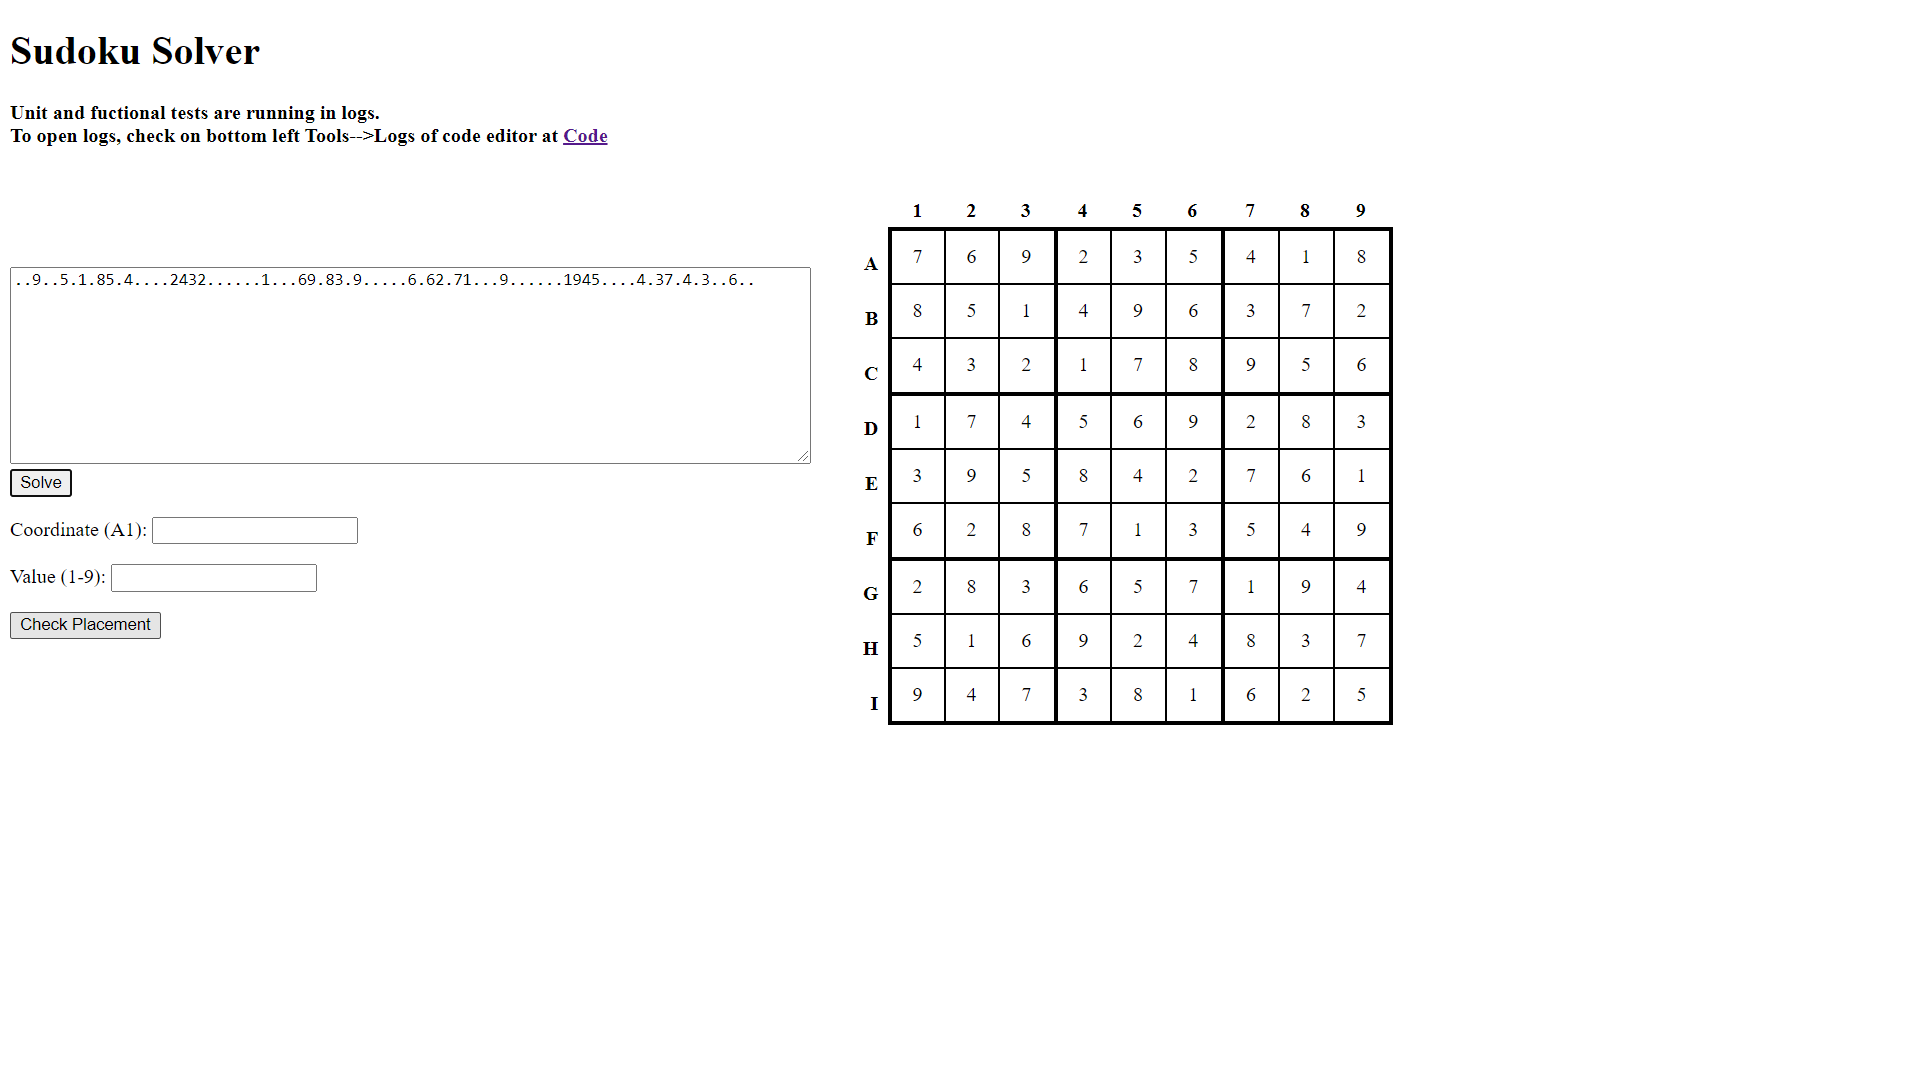 Sudoku Solver
Unit and fuctional tests are running in logs.
To open logs, check on bottom left Tools-->Logs of code editor at Code
..9..5.1.85.4....2432......1...69.83.9.....6.62.71...9......1945....4.37.4.3..6..
Solve
Coordinate (A1):
Value (1-9):
Check Placement
1 2 3 4 5 6 7 8 9
A 7 6 9 2 3 5 4 1 8
B 8 5 1 4 9 6 3 7 2
C 4 3 2 1 7 8 9 5 6
D 1 7 4 5 6 9 2 8 3
E 3 9 5 8 4 2 7 6 1
F 6 2 8 7 1 3 5 4 9
G 2 8 3 6 5 7 1 9 4
H 5 1 6 9 2 4 8 3 7
I 9 4 7 3 8 1 6 2 5